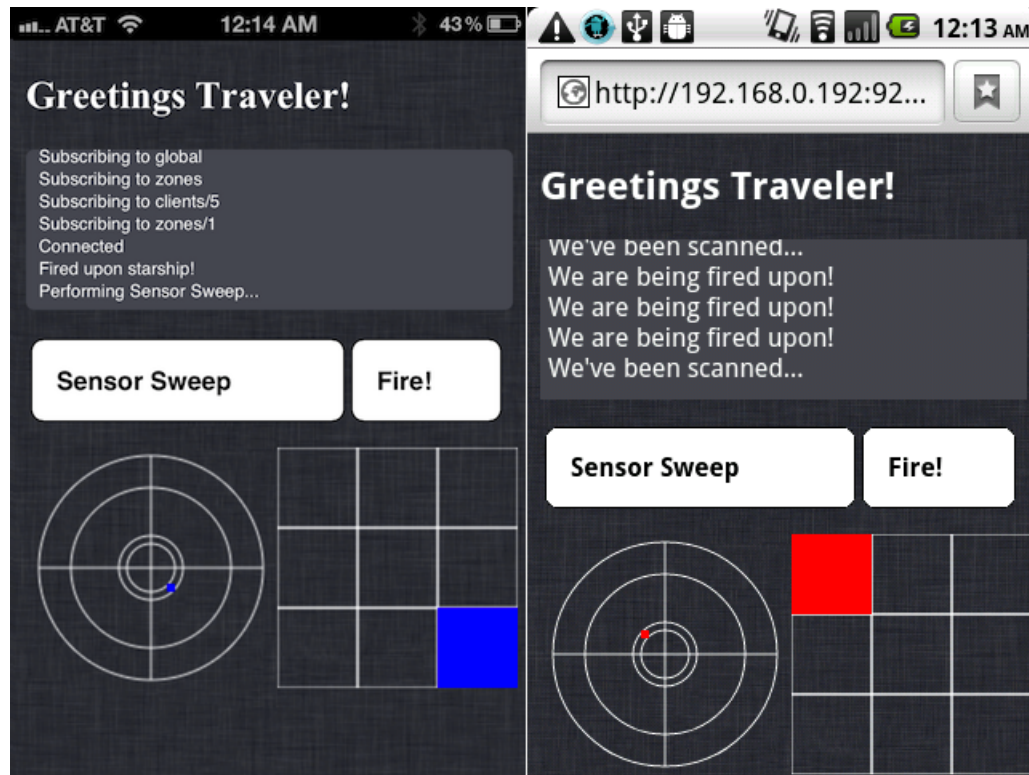 AT&T 12:14 AM 43%
Greetings Traveler!
Subscribing to global
Subscribing to zones
Subscribing to clients/5
Subscribing to zones/1
Connected
Fired upon starship!
Performing Sensor Sweep...
Sensor Sweep Fire!
12:13 AM
http://192.168.0.192:92...
Greetings Traveler!
We've been scanned...
We are being fired upon!
We are being fired upon!
We are being fired upon!
We've been scanned...
Sensor Sweep Fire!